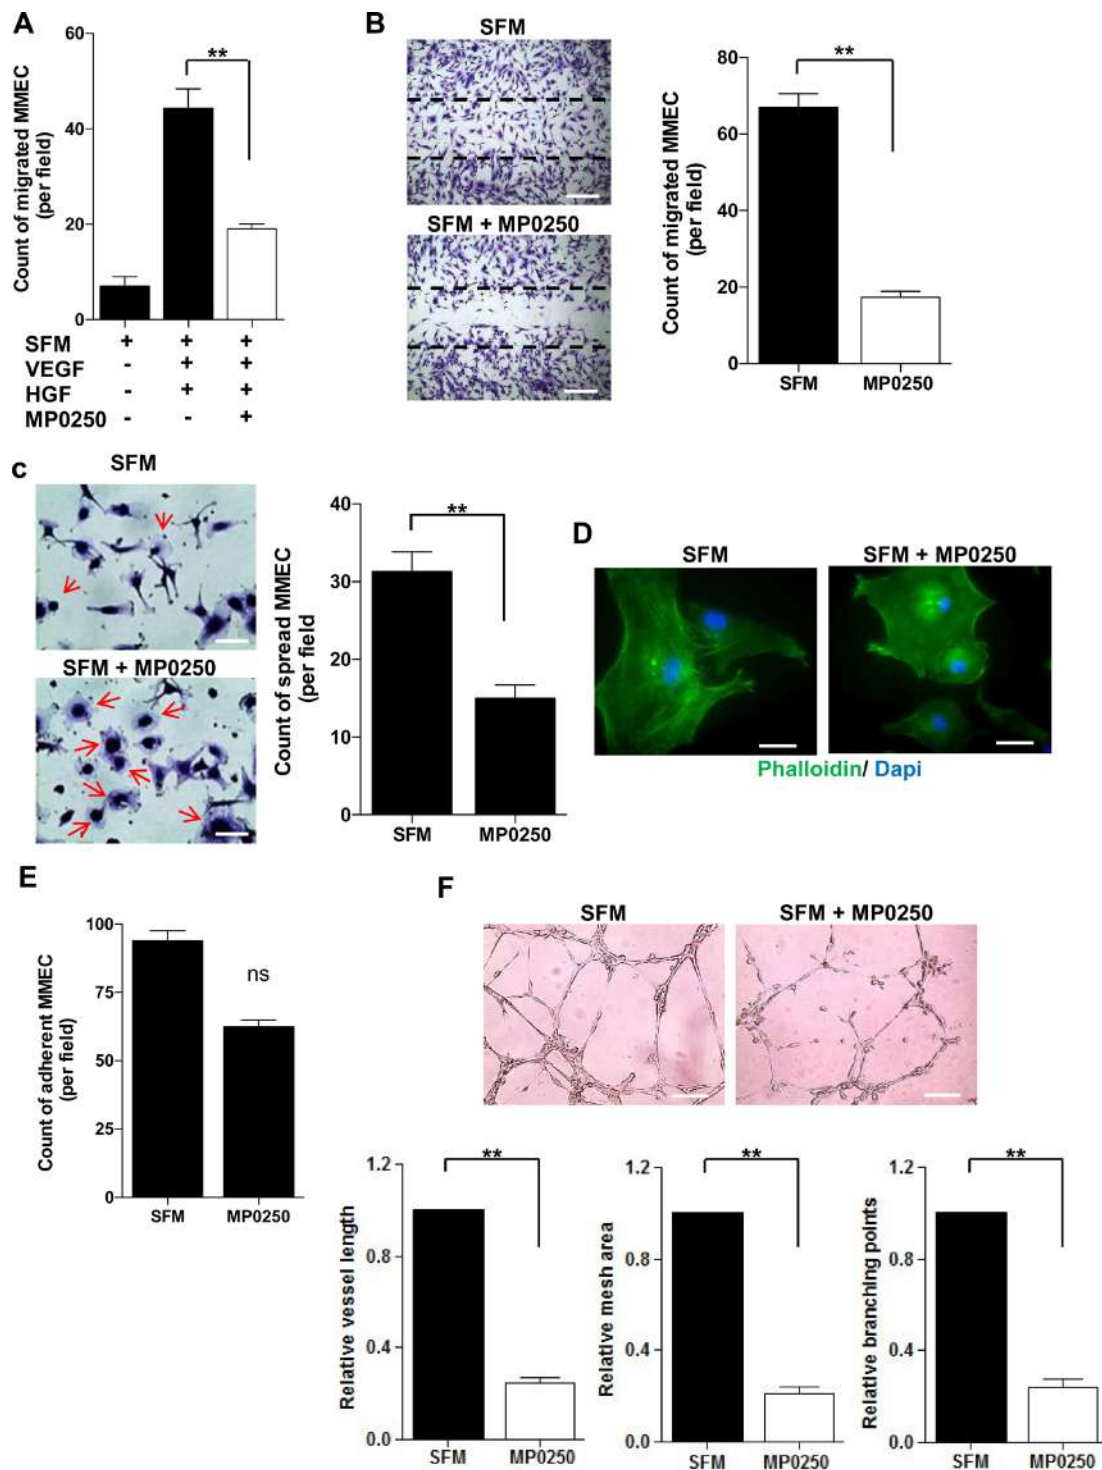 A
60
40
20
0
Count of migrated MMEC
(per field)
**
SFM + + +
VEGF - + +
HGF - + +
MP0250 - - +
B
SFM
SFM + MP0250
80
60
40
20
0
Count of migrated MMEC
(per field)
**
SFM MP0250
c
SFM
SFM + MP0250
40
30
20
10
0
Count of spread MMEC
(per field)
**
SFM MP0250
D
SFM SFM + MP0250
Phalloidin/ Dapi
E
100
75
50
25
0
Count of adherent MMEC
(per field)
ns
SFM MP0250
F
SFM SFM + MP0250
1.2
0.8
0.4
0.0
Relative vessel length
**
SFM MP0250
1.2
0.8
0.4
0.0
Relative mesh area
**
SFM MP0250
1.2
0.8
0.4
0.0
Relative branching points
**
SFM MP0250